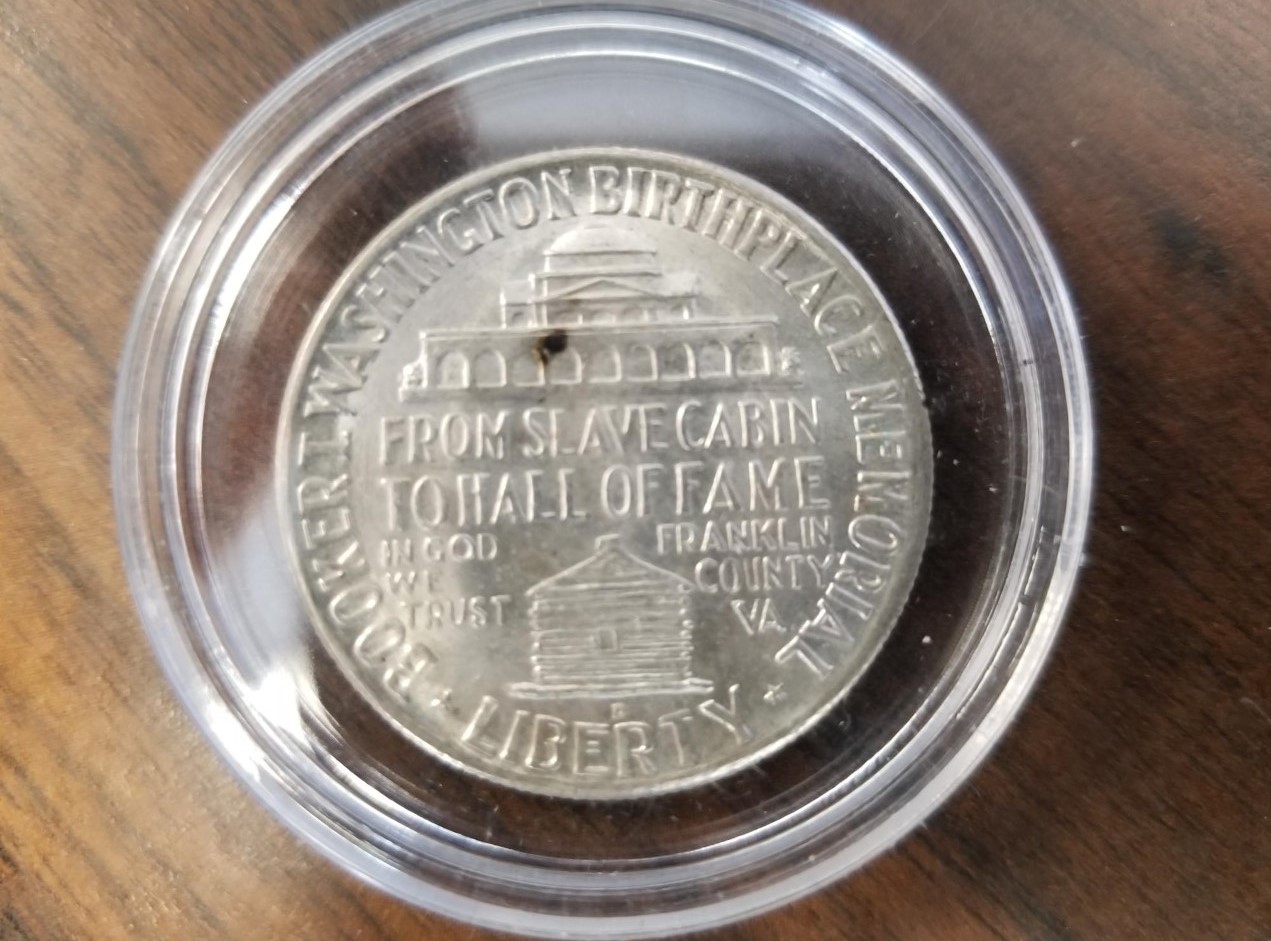 BOOKER T. WASHINGTON BIRTHPLACE MEMORIAL
FROM SLAVE CABIN
TO HALL OF FAME
IN GOD
WE
TRUST
FRANKLIN
COUNTY
VA.
LIBERTY